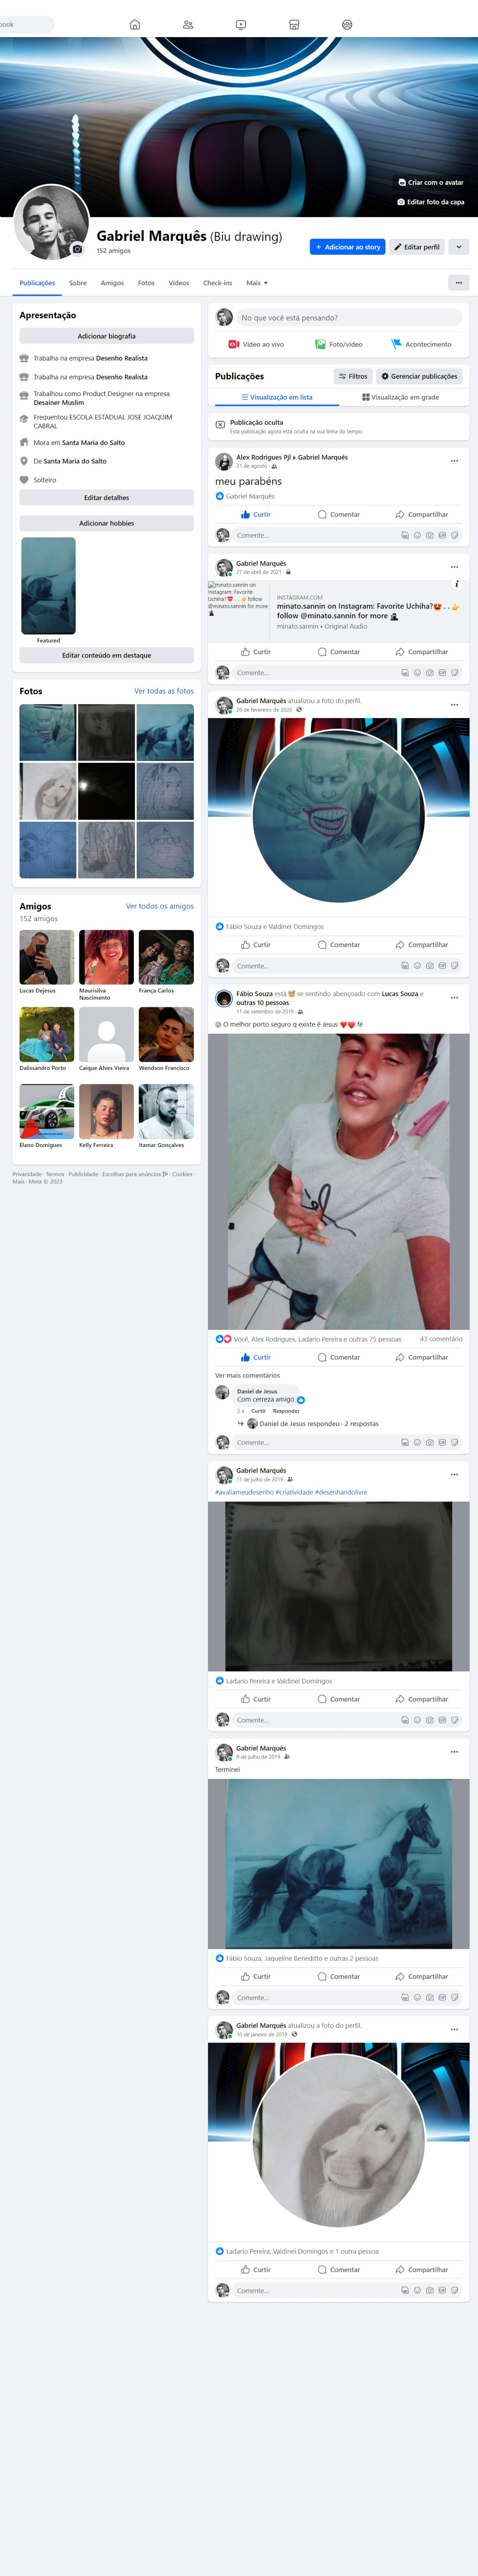 book
Criar com o avatar
Editar foto da capa
Gabriel Marquês (Biu drawing)
152 amigos
Adicionar ao story
Editar perfil
Publicações
Sobre
Amigos
Fotos
Vídeos
Check-ins
Mais
Apresentação
Adicionar biografia
Trabalha na empresa Desenho Realista
Trabalha na empresa Desenho Realista
Trabalhou como Product Designer na empresa
Desainer Muslim
Frequentou ESCOLA ESTADUAL JOSE JOAQUIM
CABRAL
Mora em Santa Maria do Salto
De Santa Maria do Salto
Solteiro
Editar detalhes
Adicionar hobbies
Featured
Editar conteúdo em destaque
Fotos
Ver todas as fotos
Amigos
Ver todos os amigos
152 amigos
Lucas Dejesus
Maurisilva
Nascimento
França Carlos
Dalissandro Porto
Caique Alves Vieira
Wendson Francisco
Elano Domigues
Kelly Ferreira
Itamar Gonçalves
Privacidade · Termos · Publicidade · Escolhas para anúncios · Cookies ·
Mais · Meta © 2023
No que você está pensando?
Vídeo ao vivo
Foto/vídeo
Acontecimento
Publicações
Filtros
Gerenciar publicações
Visualização em lista
Visualização em grade
Publicação oculta
Esta publicação agora está oculta na sua linha do tempo.
Alex Rodrigues Pjl ▸ Gabriel Marquês
21 de agosto ·
meu parabéns
Gabriel Marquês
Curtir
Comentar
Compartilhar
Comente...
Gabriel Marquês
27 de abril de 2021 ·
minato.sannin on
Instagram: Favorite
Uchiha?😍 . . 👉 follow
@minato.sannin for more
INSTAGRAM.COM
minato.sannin on Instagram: Favorite Uchiha?😍 . . 👉
follow @minato.sannin for more
minato.sannin • Original Audio
Curtir
Comentar
Compartilhar
Comente...
Gabriel Marquês atualizou a foto do perfil.
26 de fevereiro de 2020 ·
Fábio Souza e Valdinei Domingos
Curtir
Comentar
Compartilhar
Comente...
Fábio Souza está 😇 se sentindo abençoado com Lucas Souza e
outras 10 pessoas.
11 de setembro de 2019 ·
@ O melhor porto seguro q existe é Jesus ❤️❤️ fé
Você, Alex Rodrigues, Ladario Pereira e outras 75 pessoas
43 comentário
Curtir
Comentar
Compartilhar
Ver mais comentários
Daniel de Jesus
Com cerreza amigo
2 a Curtir Responder
Daniel de Jesus respondeu · 2 respostas
Comente...
Gabriel Marquês
11 de julho de 2019 ·
#avaliameudesenho #criatividade #desenhandolivre
Ladario Pereira e Valdinei Domingos
Curtir
Comentar
Compartilhar
Comente...
Gabriel Marquês
9 de julho de 2019 ·
Terminei
Fábio Souza, Jaqueline Beneditto e outras 2 pessoas
Curtir
Comentar
Compartilhar
Comente...
Gabriel Marquês atualizou a foto do perfil.
10 de janeiro de 2019 ·
Ladario Pereira, Valdinei Domingos e 1 outra pessoa
Curtir
Comentar
Compartilhar
Comente...